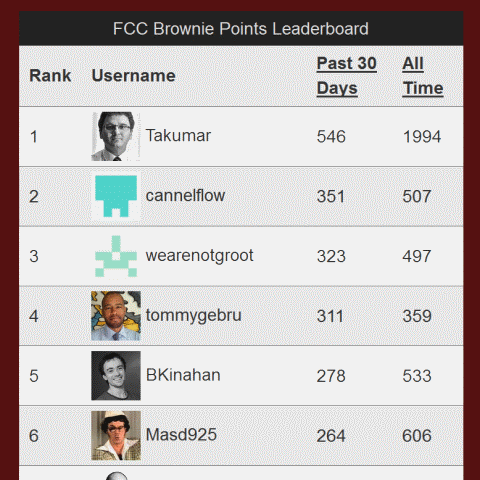 FCC Brownie Points Leaderboard
Rank Username Past 30 Days All Time
1 Takumar 546 1994
2 cannelflow 351 507
3 wearenotgroot 323 497
4 tommygebru 311 359
5 BKinahan 278 533
6 Masd925 264 606